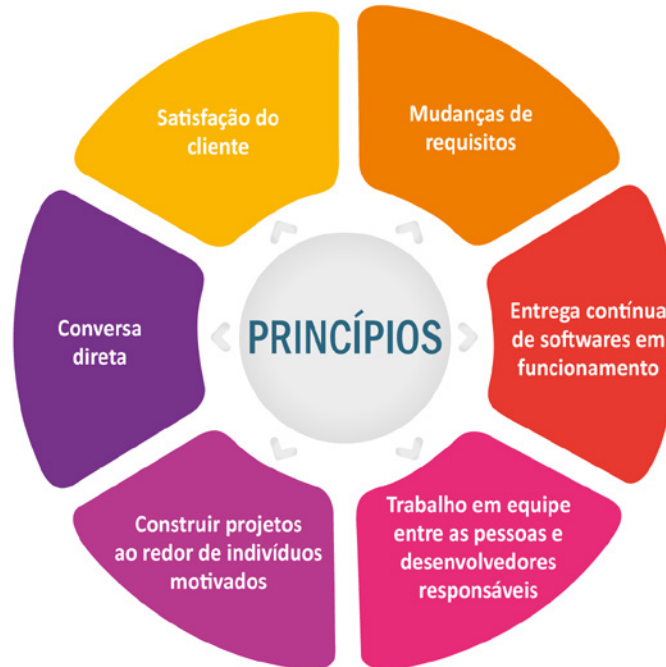 Satisfação do
cliente
Mudanças de
requisitos
Conversa
direta
PRINCÍPIOS
Entrega contínua
de softwares em
funcionamento
Construir projetos
ao redor de indivíduos
motivados
Trabalho em equipe
entre as pessoas e
desenvolvedores
responsáveis